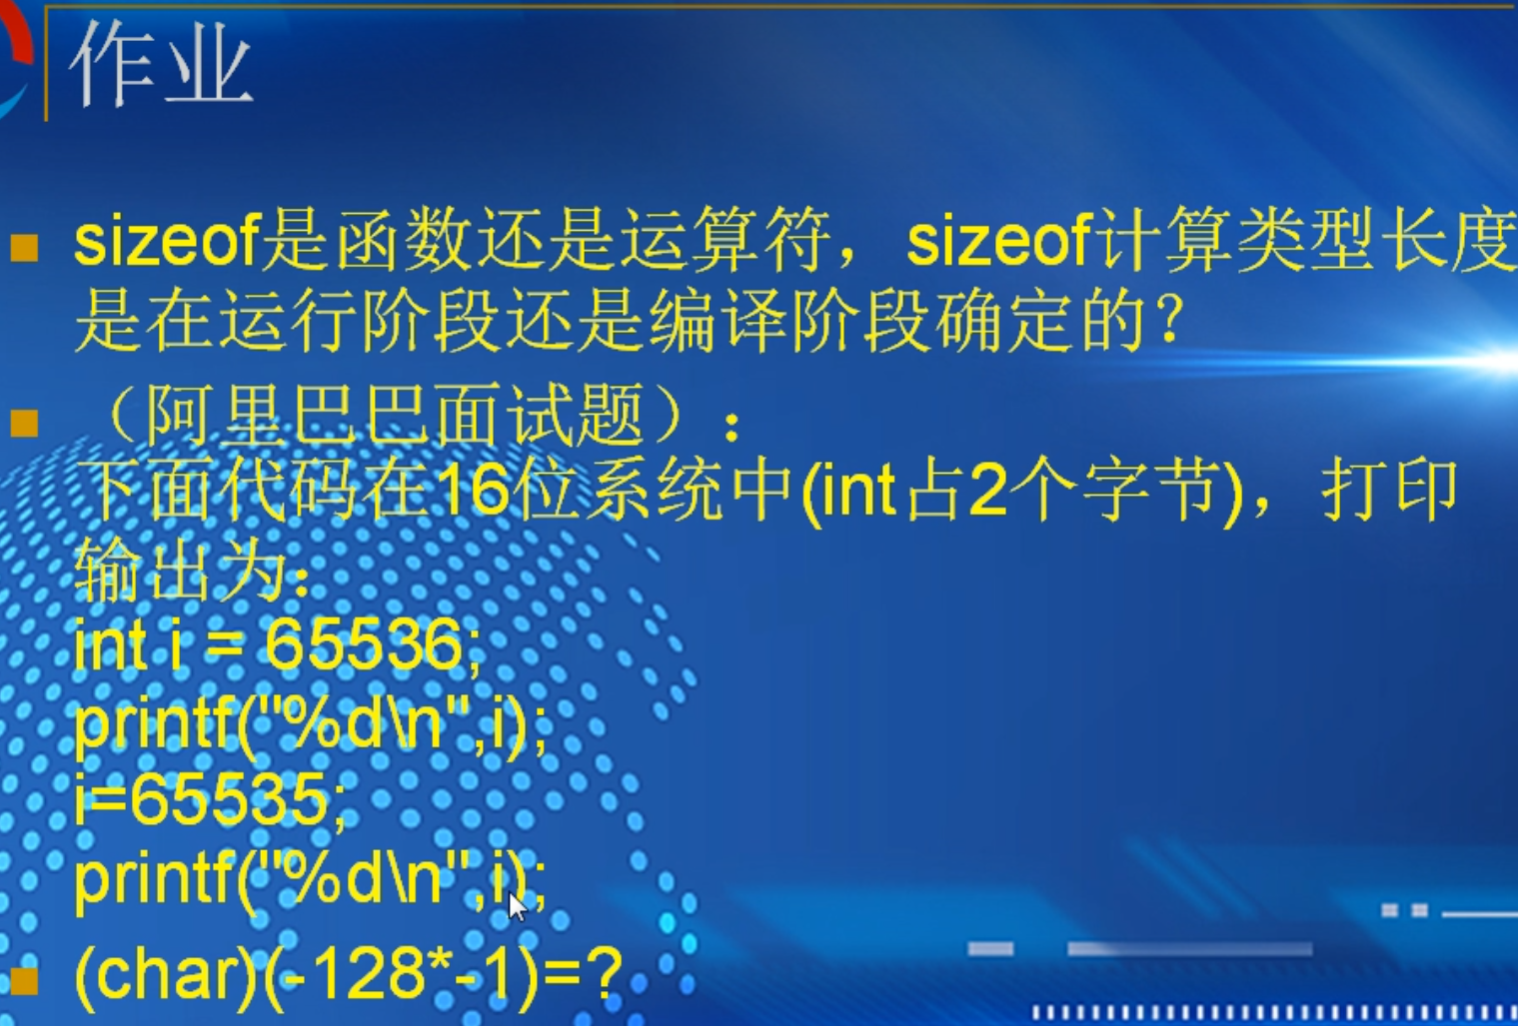 作业
sizeof是函数还是运算符，sizeof计算类型长度
是在运行阶段还是编译阶段确定的？
（阿里巴巴面试题）：
下面代码在16位系统中(int占2个字节)，打印
输出为：
int i = 65536;
printf("%d\n",i);
i=65535;
printf("%d\n",i);
(char)(-128*-1)=?